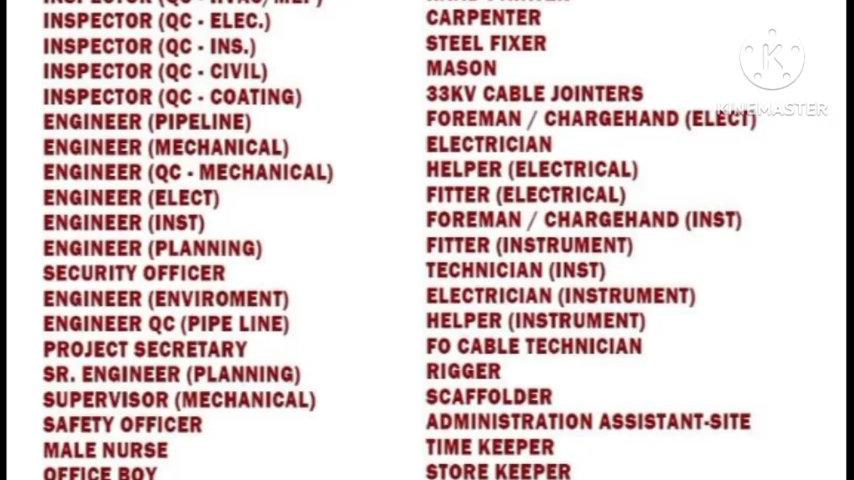 INSPECTOR (QC - HVAC/MEP)
INSPECTOR (QC - ELEC.)
INSPECTOR (QC - INS.)
INSPECTOR (QC - CIVIL)
INSPECTOR (QC - COATING)
ENGINEER (PIPELINE)
ENGINEER (MECHANICAL)
ENGINEER (QC - MECHANICAL)
ENGINEER (ELECT)
ENGINEER (INST)
ENGINEER (PLANNING)
SECURITY OFFICER
ENGINEER (ENVIROMENT)
ENGINEER QC (PIPE LINE)
PROJECT SECRETARY
SR. ENGINEER (PLANNING)
SUPERVISOR (MECHANICAL)
SAFETY OFFICER
MALE NURSE
OFFICE BOY
CARPENTER
STEEL FIXER
MASON
33KV CABLE JOINTERS
FOREMAN / CHARGEHAND (ELECT)
ELECTRICIAN
HELPER (ELECTRICAL)
FITTER (ELECTRICAL)
FOREMAN / CHARGEHAND (INST)
FITTER (INSTRUMENT)
TECHNICIAN (INST)
ELECTRICIAN (INSTRUMENT)
HELPER (INSTRUMENT)
FO CABLE TECHNICIAN
RIGGER
SCAFFOLDER
ADMINISTRATION ASSISTANT-SITE
TIME KEEPER
STORE KEEPER
K
KINEMASTER